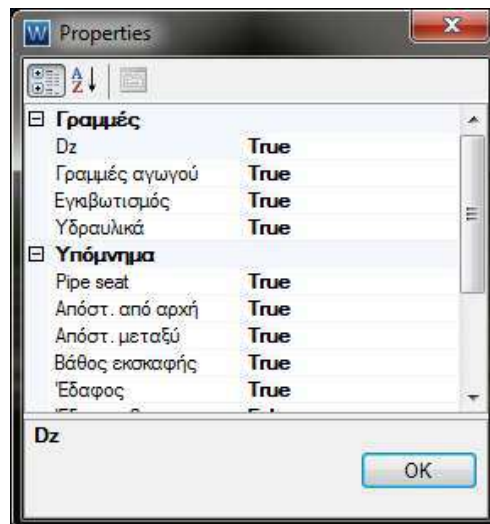 Properties
Γραμμές
Dz True
Γραμμές αγωγού True
Εγκιβωτισμός True
Υδραυλικά True
Υπόμνημα
Pipe seat True
Απόστ. από αρχή True
Απόστ. μεταξύ True
Βάθος εκσκαφής True
Έδαφος True
Dz
OK